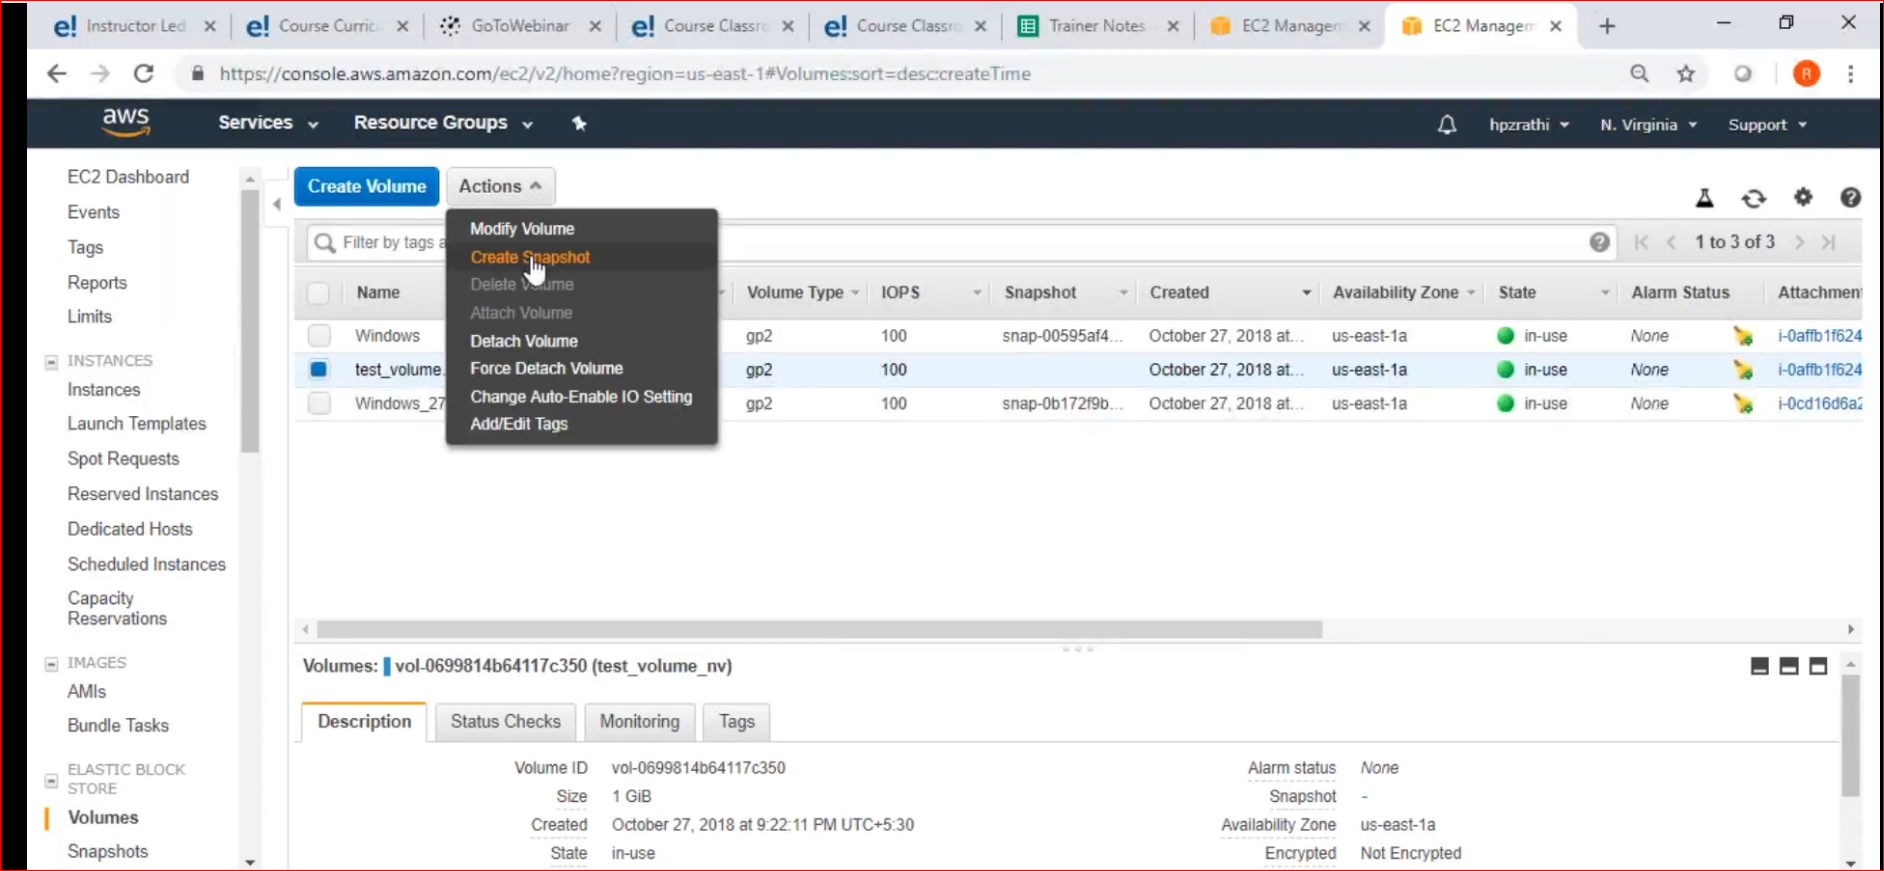 e! Instructor Led
e! Course Curric
GoToWebinar
e! Course Classro
e! Course Classro
Trainer Notes
EC2 Managem
EC2 Managem
https://console.aws.amazon.com/ec2/v2/home?region=us-east-1#Volumes:sort=desc:createTime
R
aws
Services
Resource Groups
hpzrathi
N. Virginia
Support
EC2 Dashboard
Events
Tags
Reports
Limits
INSTANCES
Instances
Launch Templates
Spot Requests
Reserved Instances
Dedicated Hosts
Scheduled Instances
Capacity
Reservations
IMAGES
AMIs
Bundle Tasks
ELASTIC BLOCK
STORE
Volumes
Snapshots
Create Volume
Actions
Modify Volume
Create Snapshot
Delete Volume
Attach Volume
Detach Volume
Force Detach Volume
Change Auto-Enable IO Setting
Add/Edit Tags
Filter by tags a
1 to 3 of 3
Name Volume Type IOPS Snapshot Created Availability Zone State Alarm Status Attachment
Windows gp2 100 snap-00595af4... October 27, 2018 at... us-east-1a in-use None i-0affb1f624
test_volume. gp2 100 October 27, 2018 at... us-east-1a in-use None i-0affb1f624
Windows_27 gp2 100 snap-0b172f9b... October 27, 2018 at... us-east-1a in-use None i-0cd16d6a2
Volumes: vol-0699814b64117c350 (test_volume_nv)
Description
Status Checks
Monitoring
Tags
Volume ID vol-0699814b64117c350
Size 1 GiB
Created October 27, 2018 at 9:22:11 PM UTC+5:30
State in-use
Alarm status None
Snapshot -
Availability Zone us-east-1a
Encrypted Not Encrypted